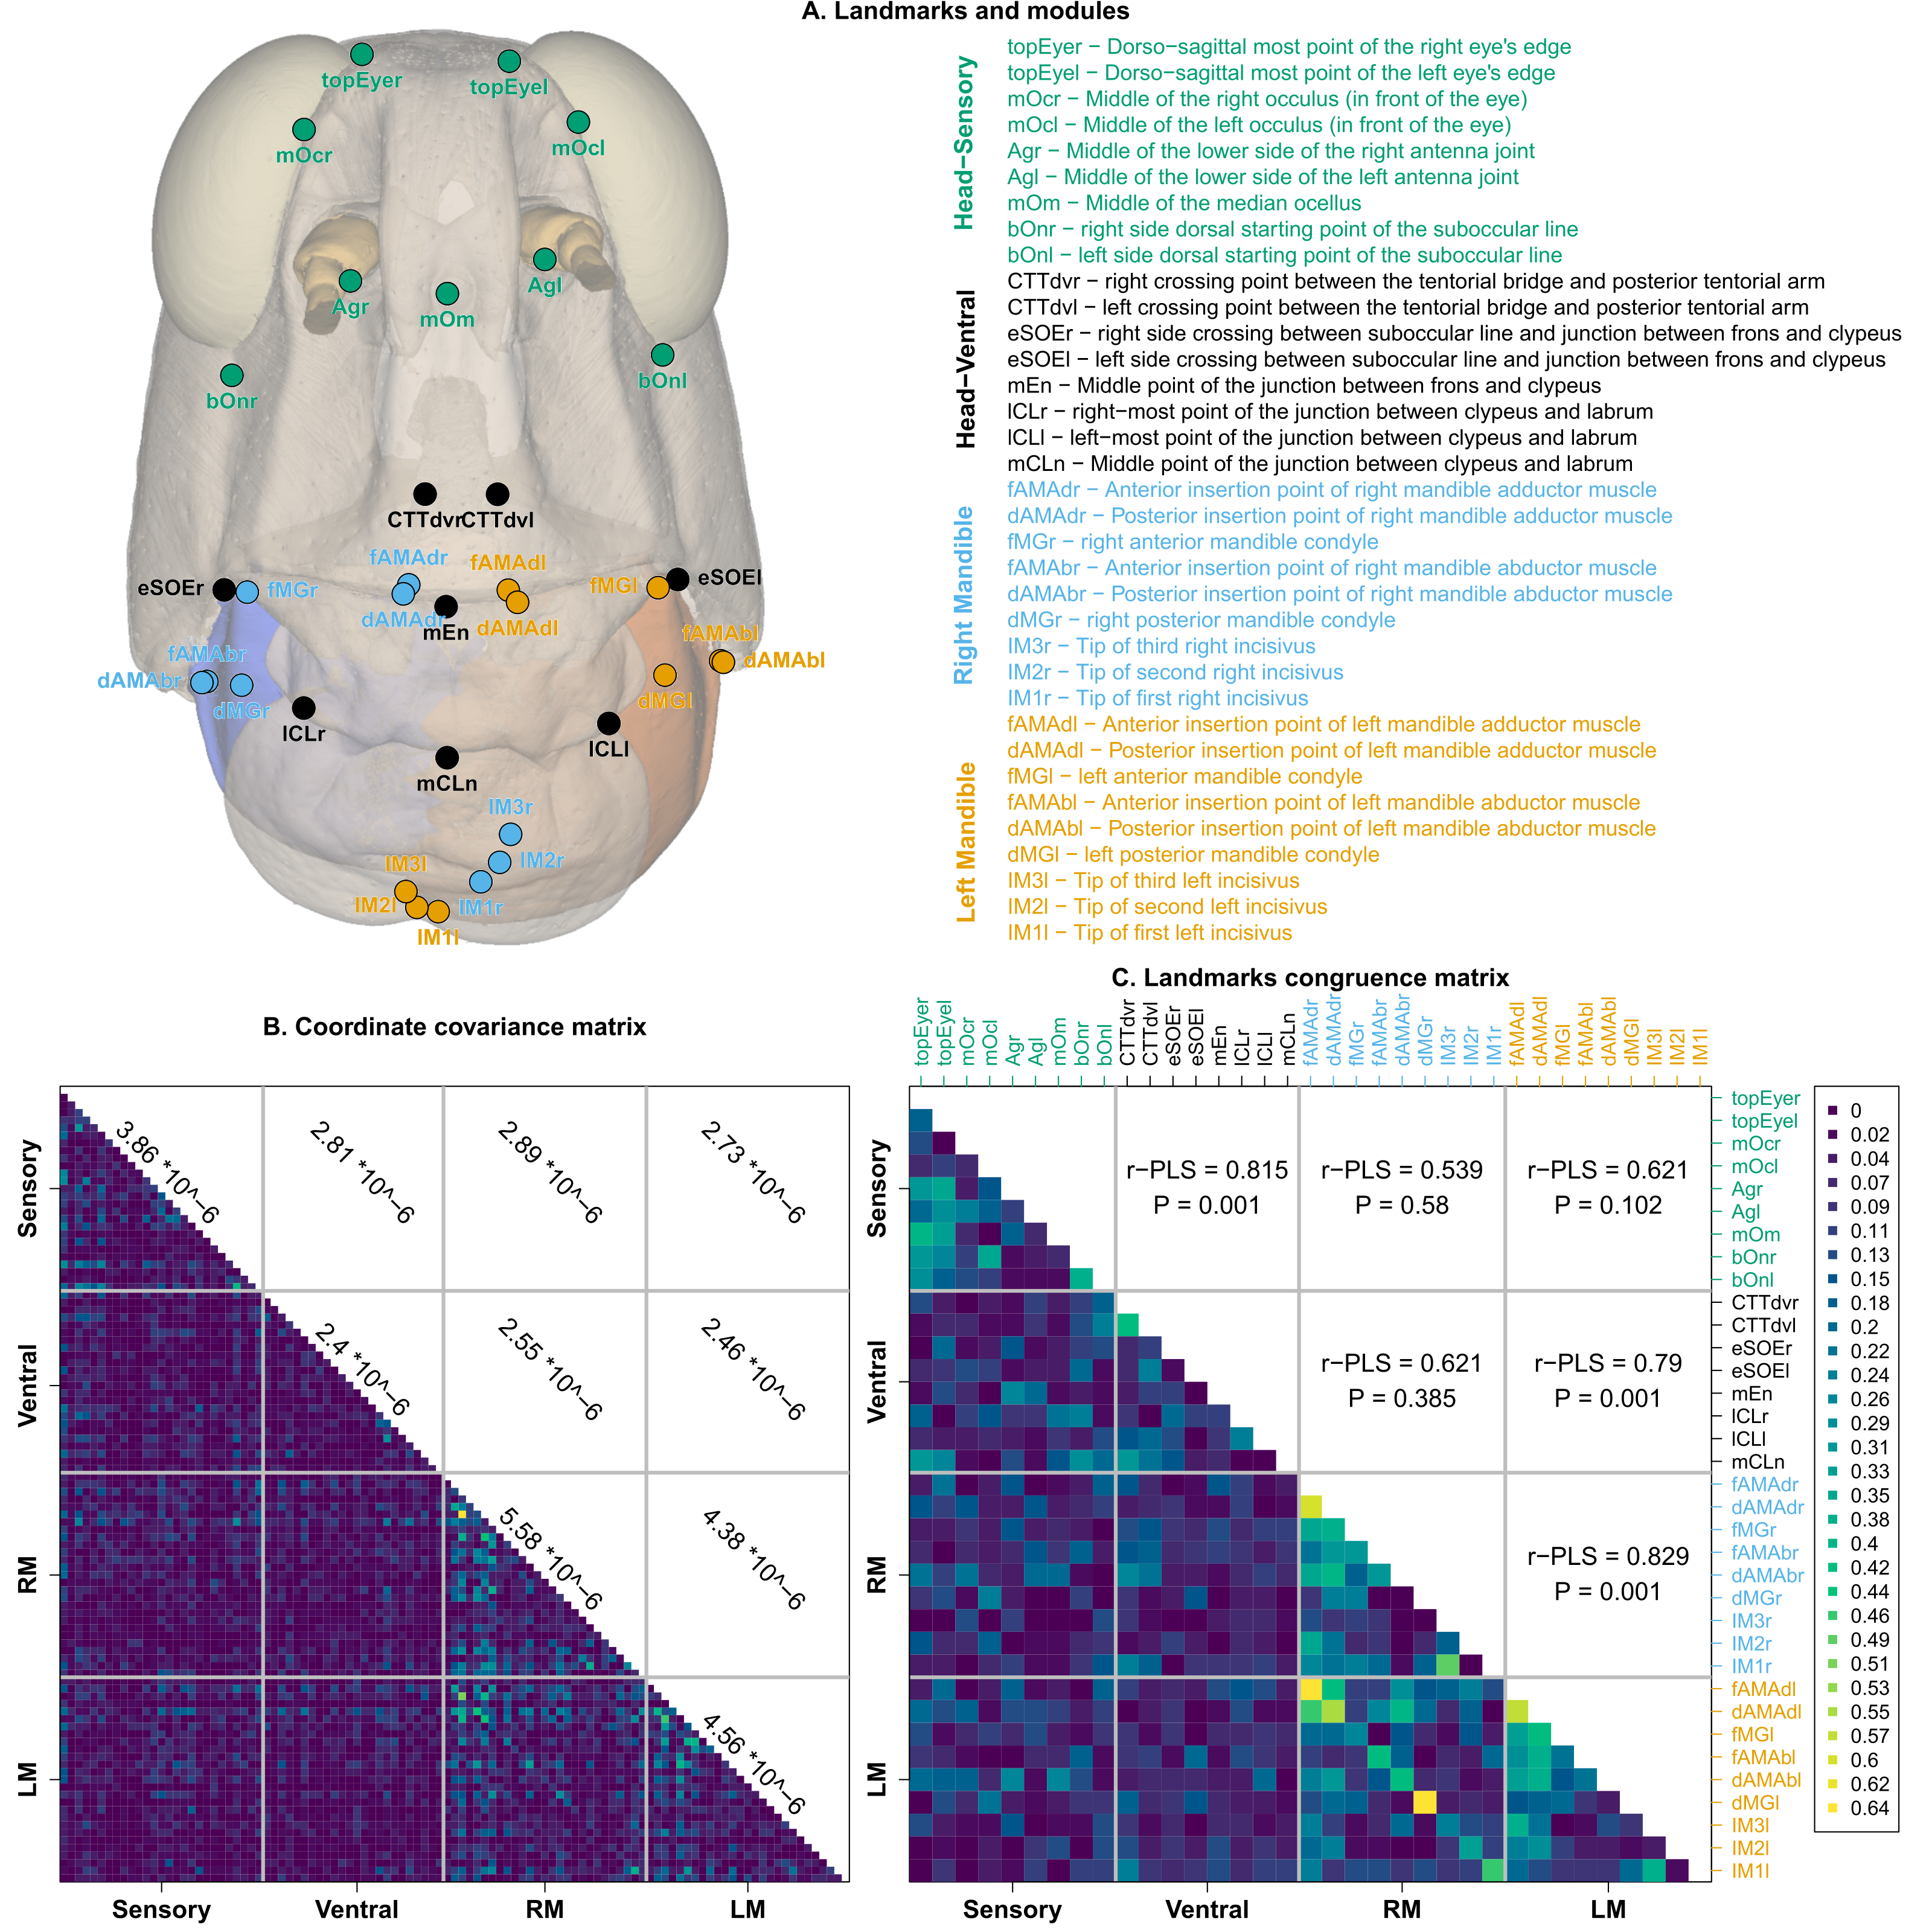 A. Landmarks and modules
topEyer
topEyel
mOcr
mOcl
Agr
Agl
mOm
bOnr
bOnl
CTTdvr
CTTdvl
fAMAdr
fAMAdl
eSOEr
fMGr
fMGl
eSOEl
dAMAdr
mEn
dAMAdl
fAMAbr
fAMAbl
dAMAbr
dAMAbl
dMGr
dMGl
lCLr
lCLl
mCLn
IM3r
IM3l
IM2r
IM2l
IM1r
IM1l
Head−Sensory
topEyer − Dorso−sagittal most point of the right eye's edge
topEyel − Dorso−sagittal most point of the left eye's edge
mOcr − Middle of the right occulus (in front of the eye)
mOcl − Middle of the left occulus (in front of the eye)
Agr − Middle of the lower side of the right antenna joint
Agl − Middle of the lower side of the left antenna joint
mOm − Middle of the median ocellus
bOnr − right side dorsal starting point of the suboccular line
bOnl − left side dorsal starting point of the suboccular line
Head−Ventral
CTTdvr − right crossing point between the tentorial bridge and posterior tentorial arm
CTTdvl − left crossing point between the tentorial bridge and posterior tentorial arm
eSOEr − right side crossing between suboccular line and junction between frons and clypeus
eSOEl − left side crossing between suboccular line and junction between frons and clypeus
mEn − Middle point of the junction between frons and clypeus
lCLr − right−most point of the junction between clypeus and labrum
lCLl − left−most point of the junction between clypeus and labrum
mCLn − Middle point of the junction between clypeus and labrum
Right Mandible
fAMAdr − Anterior insertion point of right mandible adductor muscle
dAMAdr − Posterior insertion point of right mandible adductor muscle
fMGr − right anterior mandible condyle
fAMAbr − Anterior insertion point of right mandible abductor muscle
dAMAbr − Posterior insertion point of right mandible abductor muscle
dMGr − right posterior mandible condyle
IM3r − Tip of third right incisivus
IM2r − Tip of second right incisivus
IM1r − Tip of first right incisivus
Left Mandible
fAMAdl − Anterior insertion point of left mandible adductor muscle
dAMAdl − Posterior insertion point of left mandible adductor muscle
fMGl − left anterior mandible condyle
fAMAbl − Anterior insertion point of left mandible abductor muscle
dAMAbl − Posterior insertion point of left mandible abductor muscle
dMGl − left posterior mandible condyle
IM3l − Tip of third left incisivus
IM2l − Tip of second left incisivus
IM1l − Tip of first left incisivus
B. Coordinate covariance matrix
Sensory
Ventral
RM
LM
3.86 *10^−6
2.81 *10^−6
2.89 *10^−6
2.73 *10^−6
2.4 *10^−6
2.55 *10^−6
2.46 *10^−6
5.58 *10^−6
4.38 *10^−6
4.56 *10^−6
Sensory
Ventral
RM
LM
C. Landmarks congruence matrix
topEyer
topEyel
mOcr
mOcl
Agr
Agl
mOm
bOnr
bOnl
CTTdvr
CTTdvl
eSOEr
eSOEl
mEn
lCLr
lCLl
mCLn
fAMAdr
dAMAdr
fMGr
fAMAbr
dAMAbr
dMGr
IM3r
IM2r
IM1r
fAMAdl
dAMAdl
fMGl
fAMAbl
dAMAbl
dMGl
IM3l
IM2l
IM1l
Sensory
Ventral
RM
LM
r−PLS = 0.815
P = 0.001
r−PLS = 0.539
P = 0.58
r−PLS = 0.621
P = 0.102
r−PLS = 0.621
P = 0.385
r−PLS = 0.79
P = 0.001
r−PLS = 0.829
P = 0.001
topEyer
topEyel
mOcr
mOcl
Agr
Agl
mOm
bOnr
bOnl
CTTdvr
CTTdvl
eSOEr
eSOEl
mEn
lCLr
lCLl
mCLn
fAMAdr
dAMAdr
fMGr
fAMAbr
dAMAbr
dMGr
IM3r
IM2r
IM1r
fAMAdl
dAMAdl
fMGl
fAMAbl
dAMAbl
dMGl
IM3l
IM2l
IM1l
Sensory
Ventral
RM
LM
0
0.02
0.04
0.07
0.09
0.11
0.13
0.15
0.18
0.2
0.22
0.24
0.26
0.29
0.31
0.33
0.35
0.38
0.4
0.42
0.44
0.46
0.49
0.51
0.53
0.55
0.57
0.6
0.62
0.64